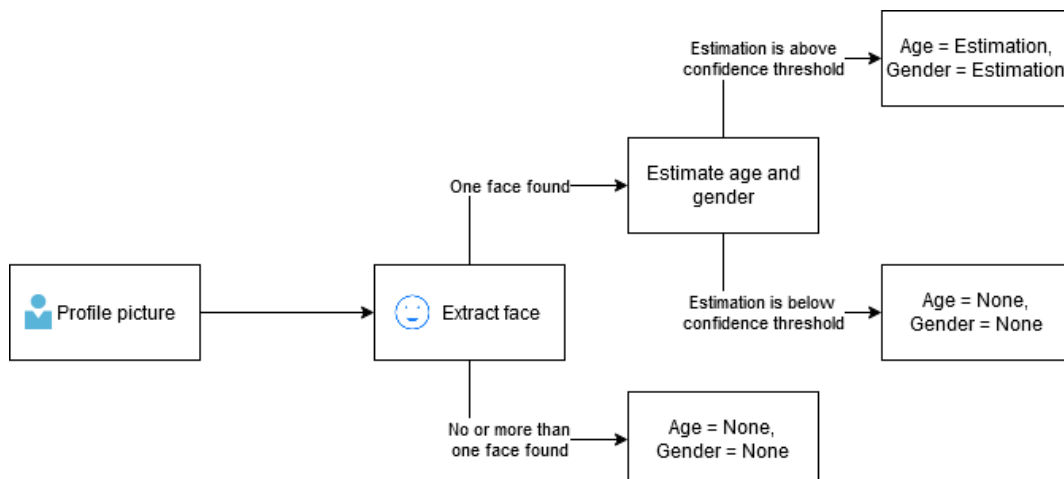 Estimation is above
confidence threshold
Age = Estimation,
Gender = Estimation
One face found
Estimate age and
gender
Profile picture
Extract face
Estimation is below
confidence threshold
Age = None,
Gender = None
No or more than
one face found
Age = None,
Gender = None